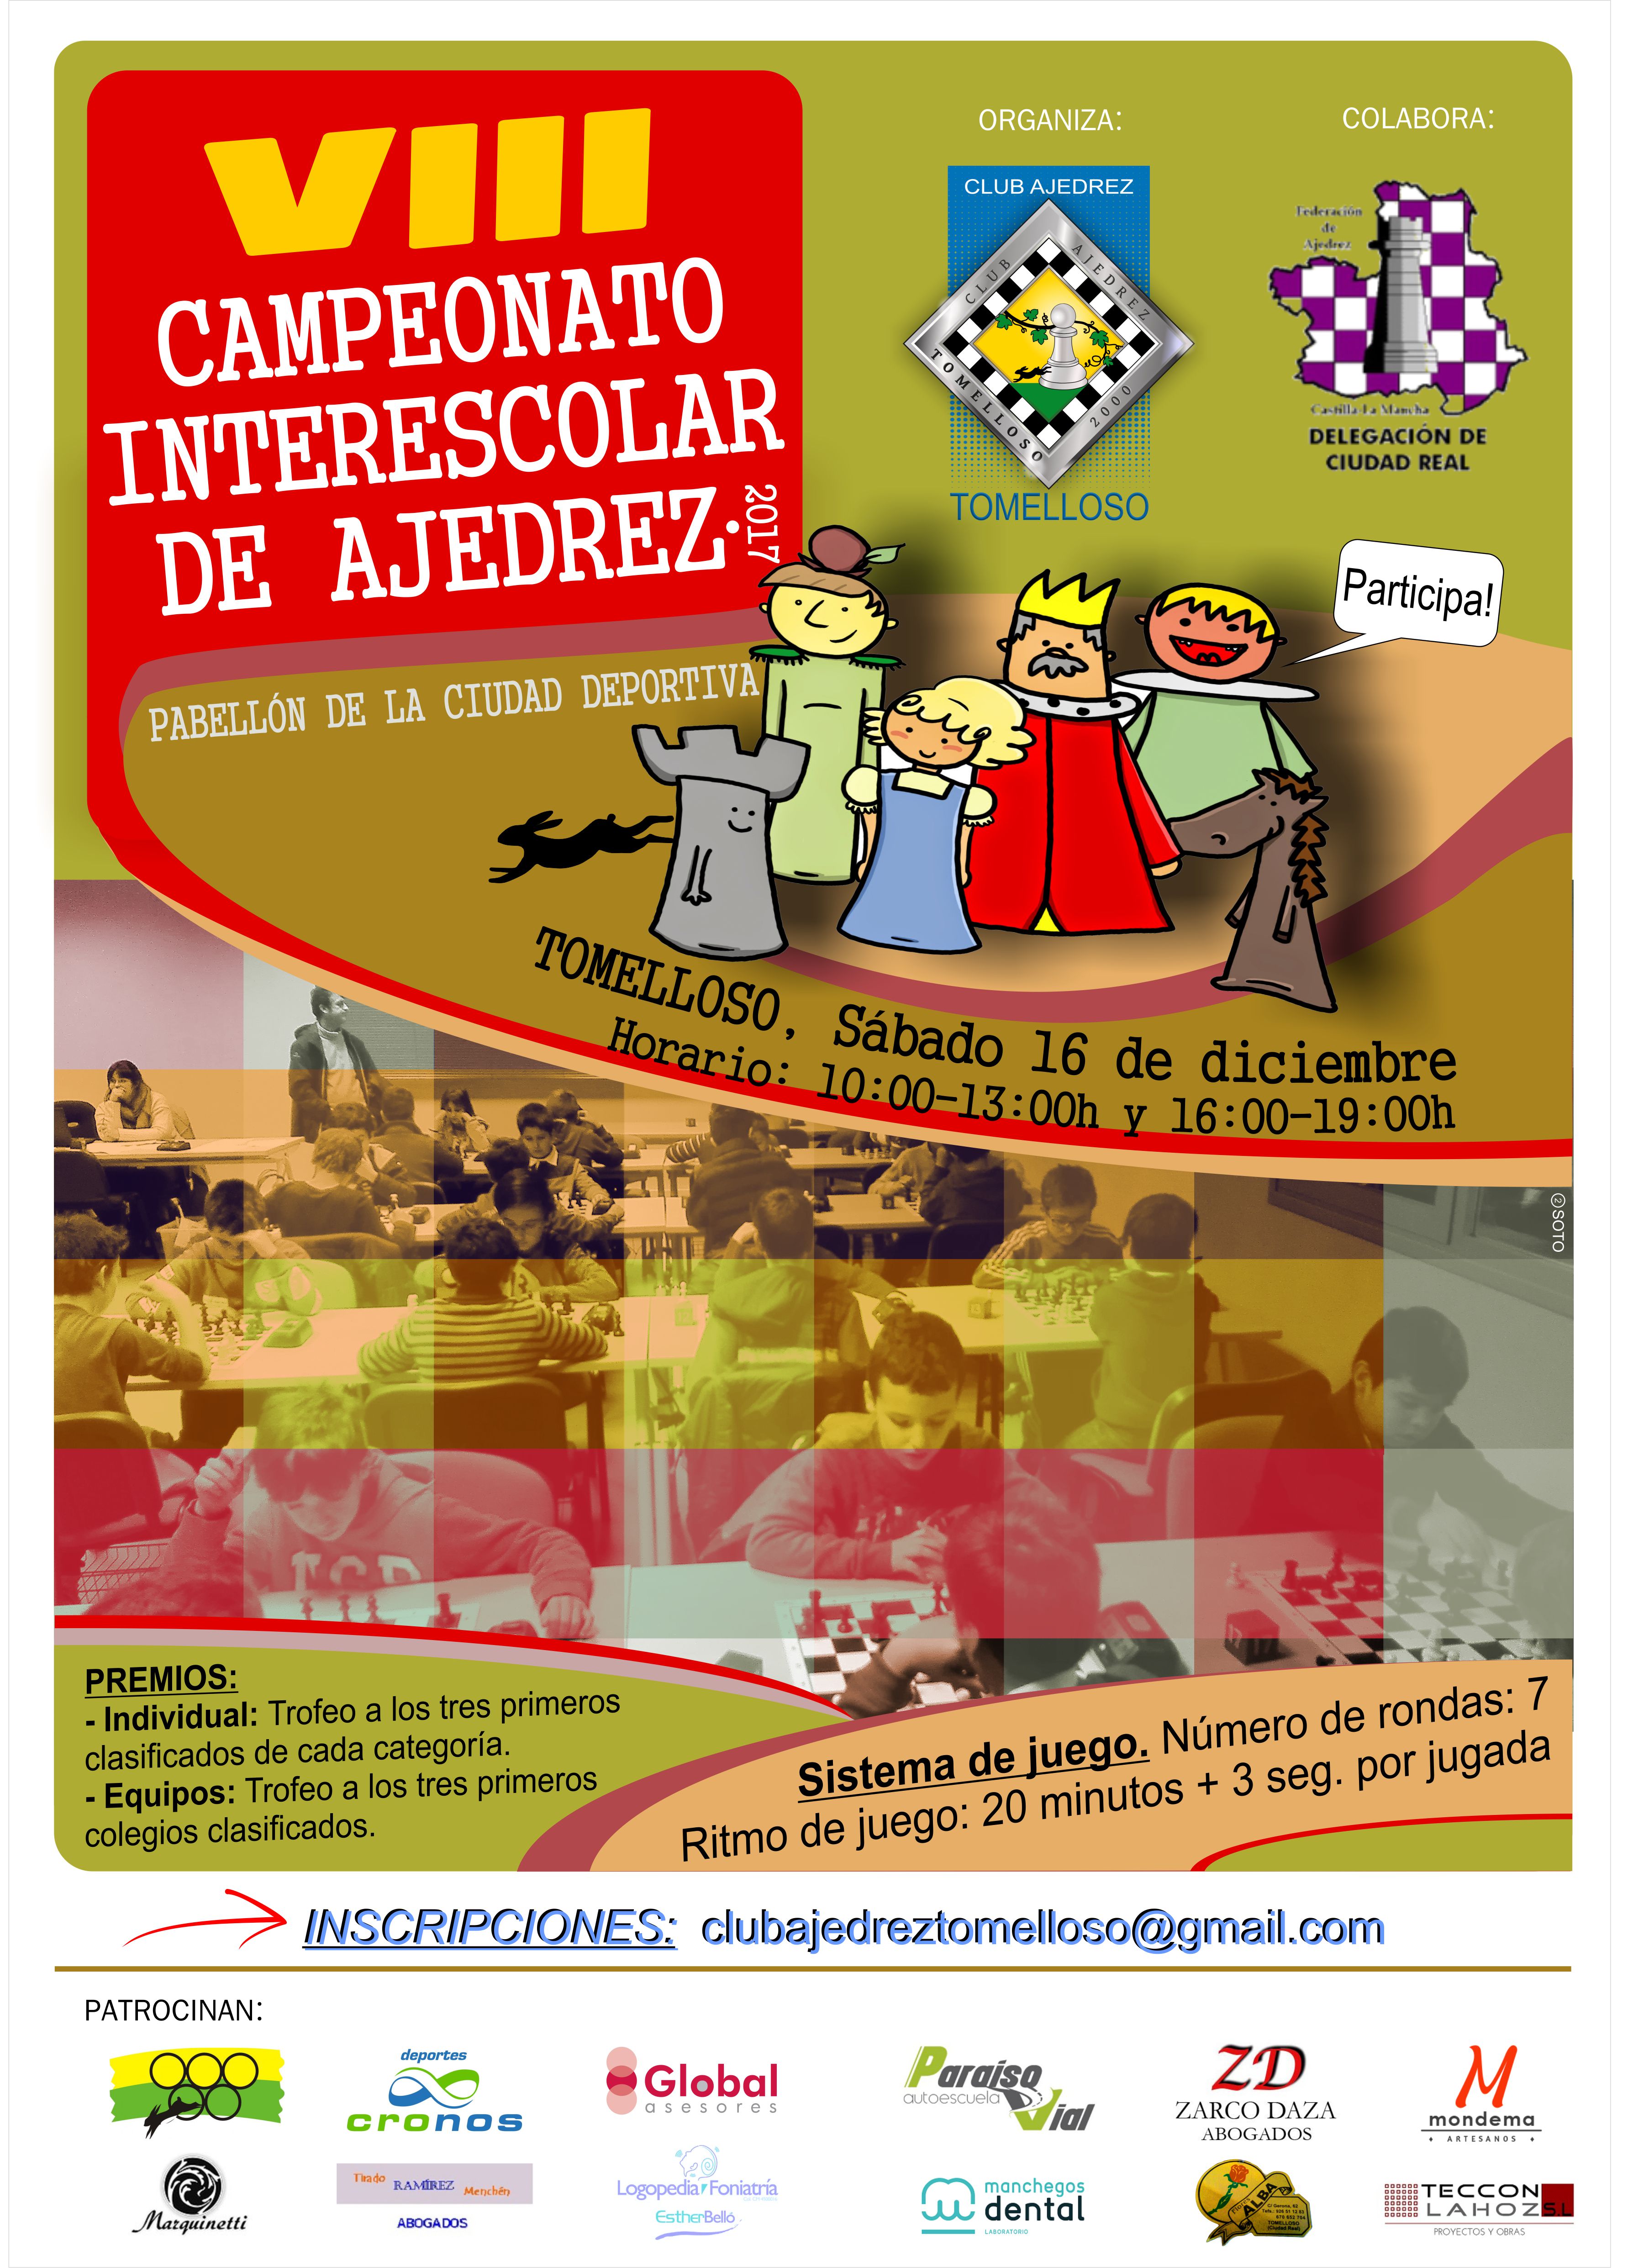 VIII
CAMPEONATO
INTERESCOLAR
DE AJEDREZ.
2017
PABELLÓN DE LA CIUDAD DEPORTIVA
ORGANIZA:
CLUB AJEDREZ
CLUB AJEDREZ
TOMELLOSO 2000
TOMELLOSO
COLABORA:
Federación
de
Ajedrez
Castilla-La Mancha
DELEGACIÓN DE
CIUDAD REAL
Participa!
TOMELLOSO, Sábado 16 de diciembre
Horario: 10:00-13:00h y 16:00-19:00h
②SOTO
PREMIOS:
- Individual: Trofeo a los tres primeros
clasificados de cada categoría.
- Equipos: Trofeo a los tres primeros
colegios clasificados.
Sistema de juego. Número de rondas: 7
Ritmo de juego: 20 minutos + 3 seg. por jugada
INSCRIPCIONES: clubajedreztomelloso@gmail.com
PATROCINAN:
deportes
cronos
Global
asesores
Paraíso
autoescuela
Vial
ZD
ZARCO DAZA
ABOGADOS
M
mondema
ARTESANOS
Marquinetti
Tirado RAMÍREZ Menchén
ABOGADOS
Logopedia Foniatría
EstherBelló
manchegos
dental
LABORATORIO
ALBA
TOMELLOSO
(Ciudad Real)
TECCON
LAHOZ S.L
PROYECTOS Y OBRAS